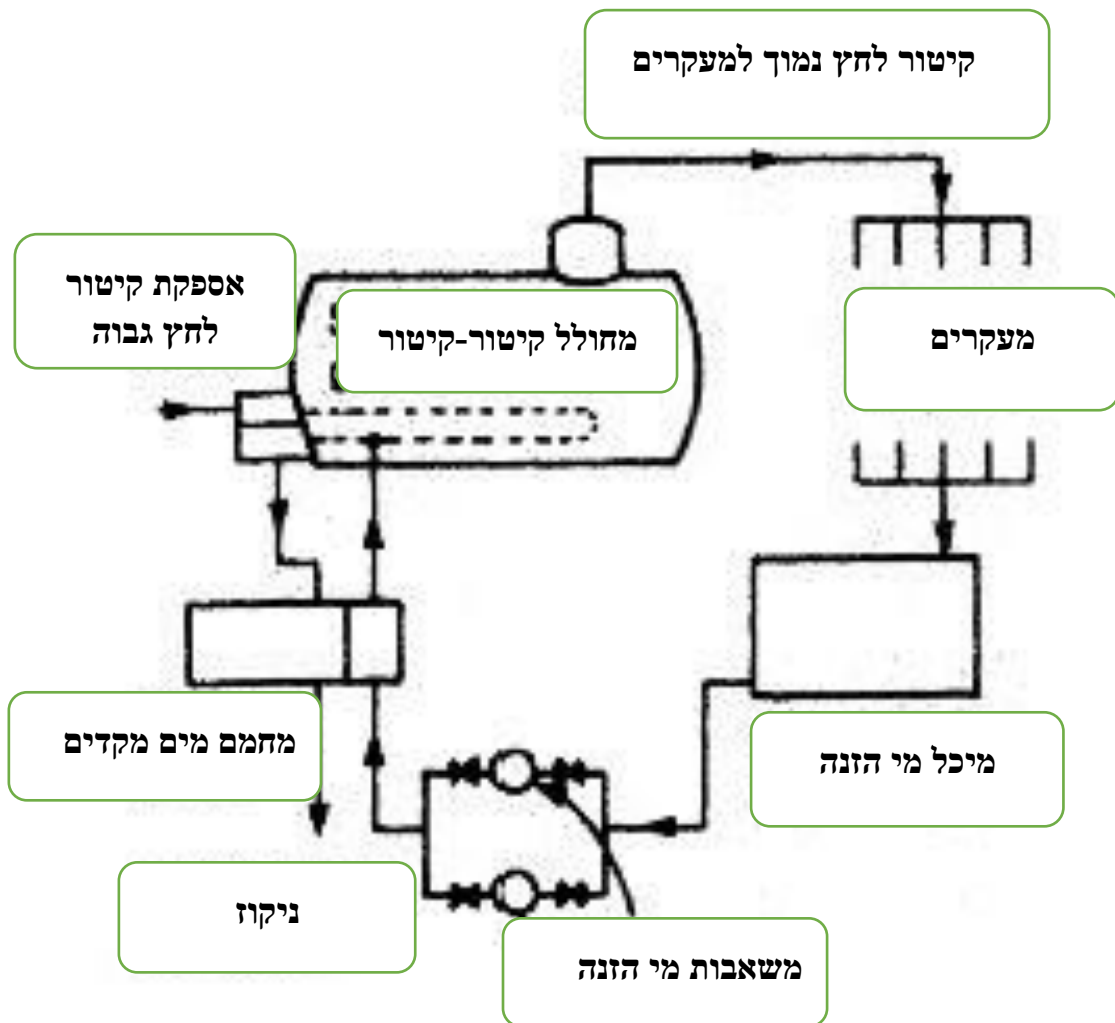 קיטור לחץ נמוך למעקרים
אספקת קיטור
לחץ גבוה
מחולל קיטור-קיטור
מעקרים
מחמם מים מקדים
מיכל מי הזנה
ניקוז
משאבות מי הזנה